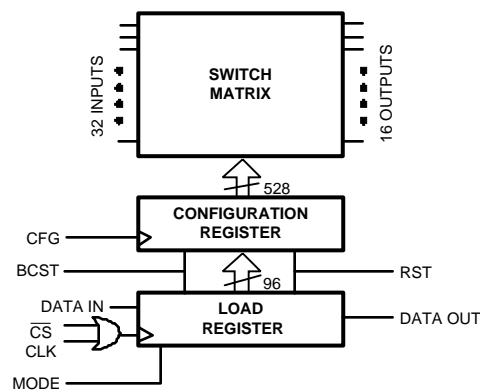 32 INPUTS
SWITCH
MATRIX
16 OUTPUTS
528
CONFIGURATION
REGISTER
CFG
BCST
96
RST
DATA IN
LOAD
REGISTER
DATA OUT
CS
CLK
MODE